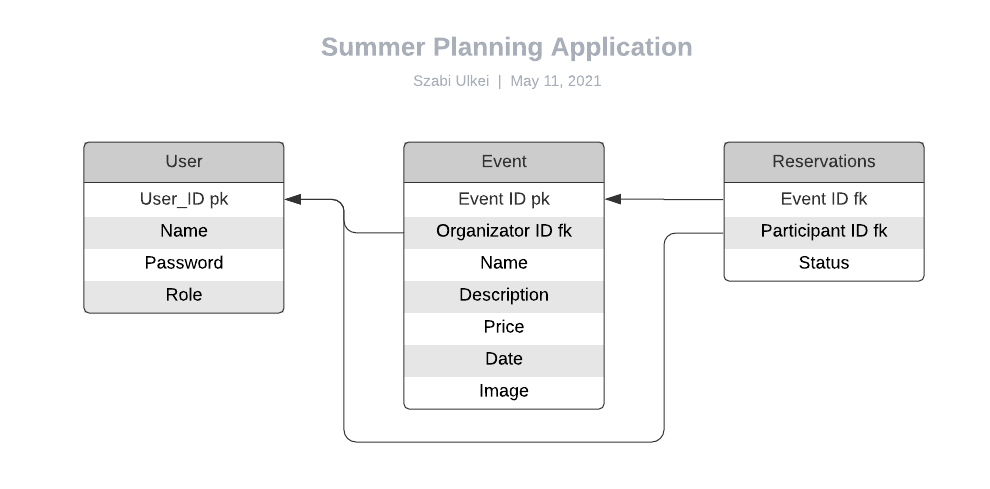 Summer Planning Application
Szabi Ulkei | May 11, 2021
User
User_ID pk
Name
Password
Role
Event
Event ID pk
Organizator ID fk
Name
Description
Price
Date
Image
Reservations
Event ID fk
Participant ID fk
Status